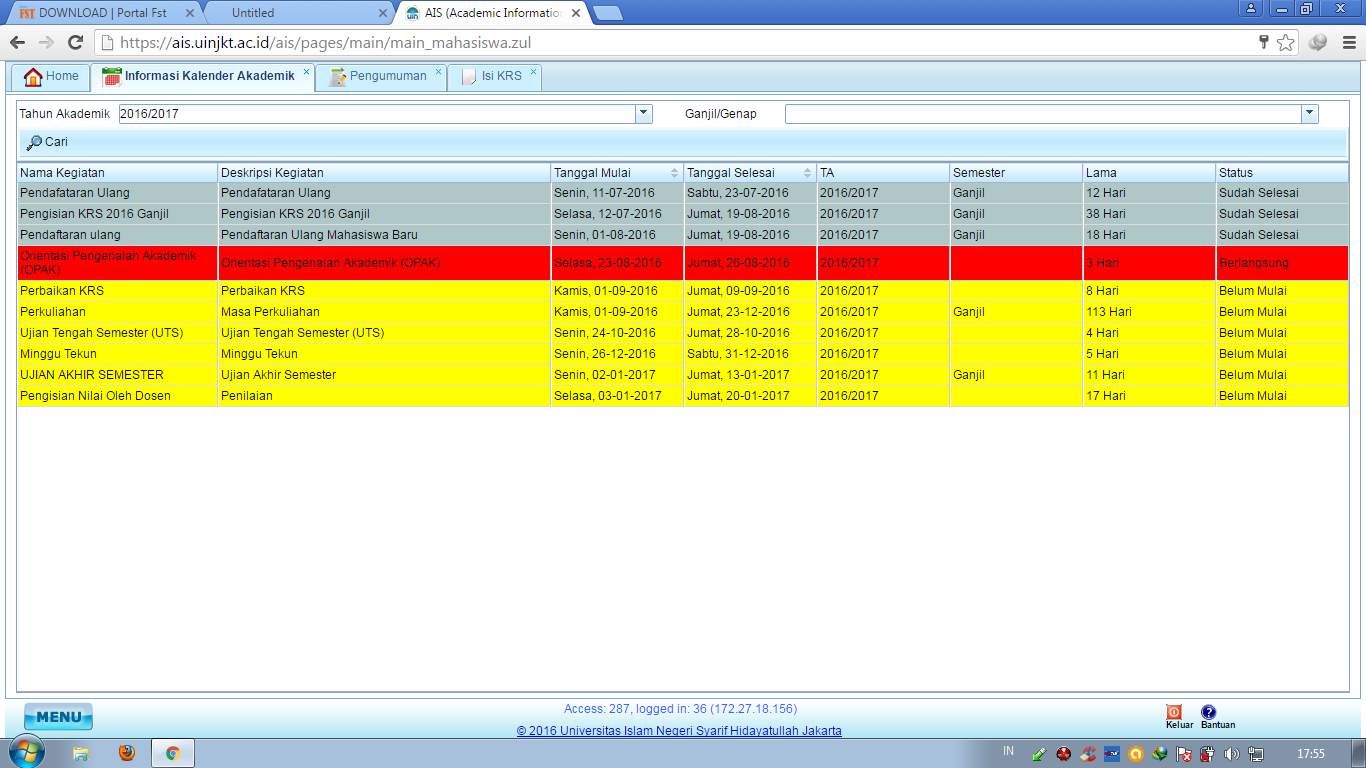 FST DOWNLOAD | Portal Fst
Untitled
AIS (Academic Information
https://ais.uinjkt.ac.id/ais/pages/main/main_mahasiswa.zul
Home
Informasi Kalender Akademik
Pengumuman
Isi KRS
Tahun Akademik 2016/2017 Ganjil/Genap
Cari
Nama Kegiatan Deskripsi Kegiatan Tanggal Mulai Tanggal Selesai TA Semester Lama Status
Pendafataran Ulang Pendafataran Ulang Senin, 11-07-2016 Sabtu, 23-07-2016 2016/2017 Ganjil 12 Hari Sudah Selesai
Pengisian KRS 2016 Ganjil Pengisian KRS 2016 Ganjil Selasa, 12-07-2016 Jumat, 19-08-2016 2016/2017 Ganjil 38 Hari Sudah Selesai
Pendaftaran ulang Pendaftaran Ulang Mahasiswa Baru Senin, 01-08-2016 Jumat, 19-08-2016 2016/2017 Ganjil 18 Hari Sudah Selesai
Orientasi Pengenalan Akademik
(OPAK) Orientasi Pengenalan Akademik (OPAK) Selasa, 23-08-2016 Jumat, 26-08-2016 2016/2017 3 Hari Berlangsung
Perbaikan KRS Perbaikan KRS Kamis, 01-09-2016 Jumat, 09-09-2016 2016/2017 8 Hari Belum Mulai
Perkuliahan Masa Perkuliahan Kamis, 01-09-2016 Jumat, 23-12-2016 2016/2017 Ganjil 113 Hari Belum Mulai
Ujian Tengah Semester (UTS) Ujian Tengah Semester (UTS) Senin, 24-10-2016 Jumat, 28-10-2016 2016/2017 4 Hari Belum Mulai
Minggu Tekun Minggu Tekun Senin, 26-12-2016 Sabtu, 31-12-2016 2016/2017 5 Hari Belum Mulai
UJIAN AKHIR SEMESTER Ujian Akhir Semester Senin, 02-01-2017 Jumat, 13-01-2017 2016/2017 Ganjil 11 Hari Belum Mulai
Pengisian Nilai Oleh Dosen Penilaian Selasa, 03-01-2017 Jumat, 20-01-2017 2016/2017 17 Hari Belum Mulai
MENU
Access: 287, logged in: 36 (172.27.18.156)
© 2016 Universitas Islam Negeri Syarif Hidayatullah Jakarta
Keluar
Bantuan
IN
17:55